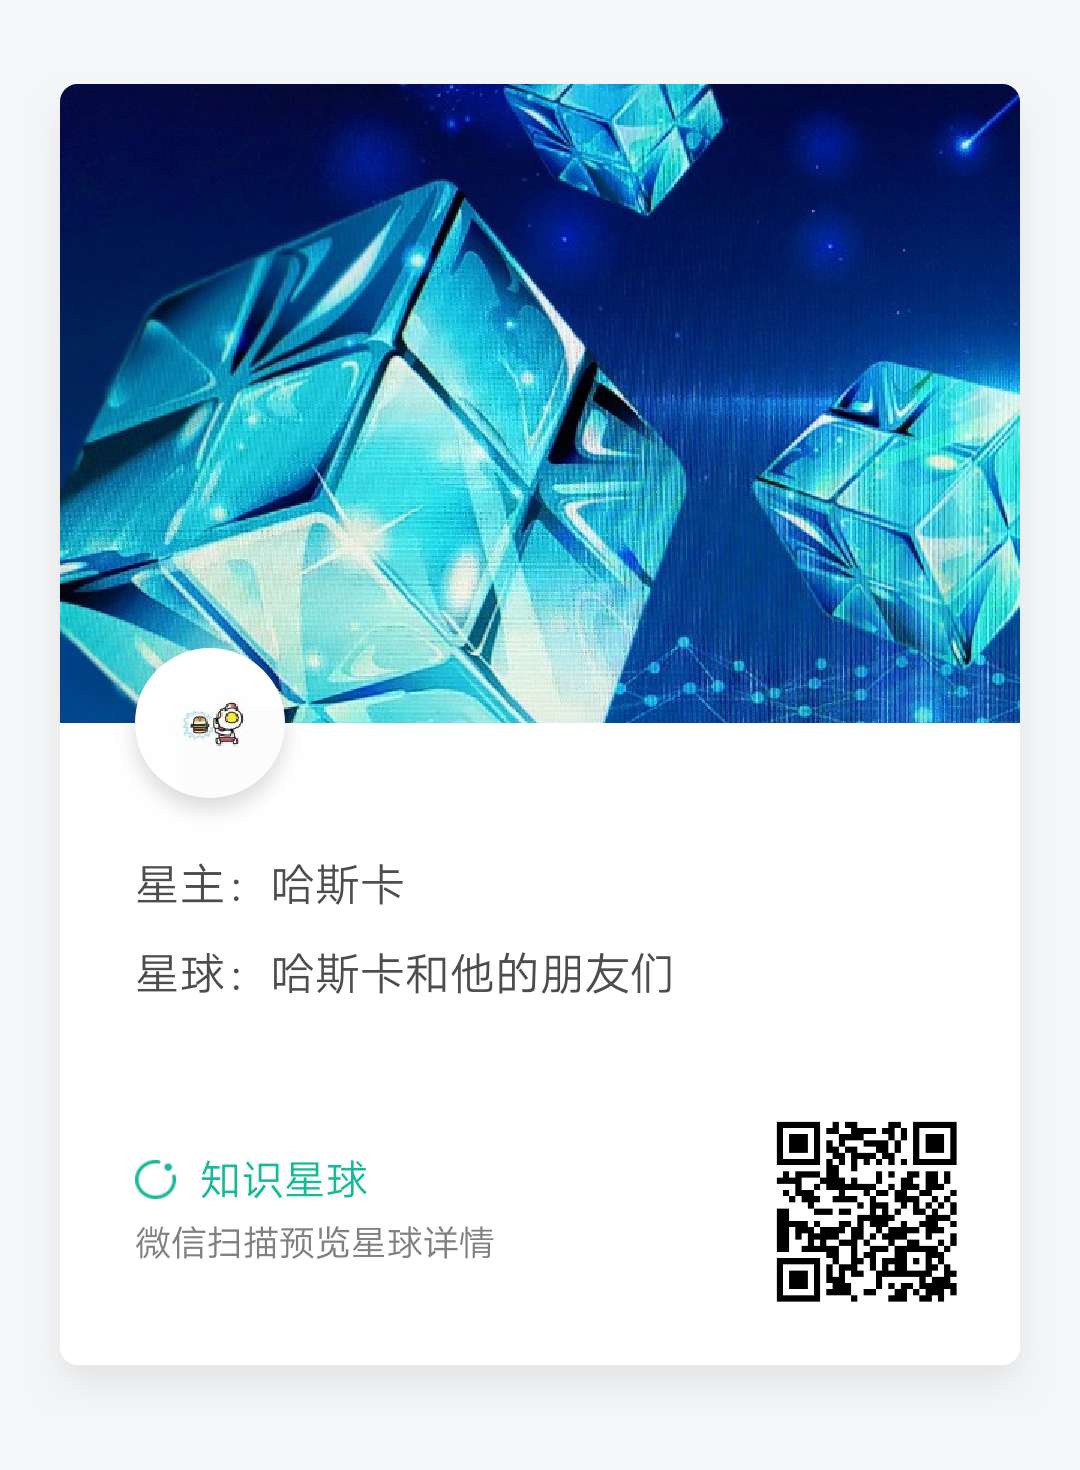 星主：哈斯卡
星球：哈斯卡和他的朋友们
知识星球
微信扫描预览星球详情